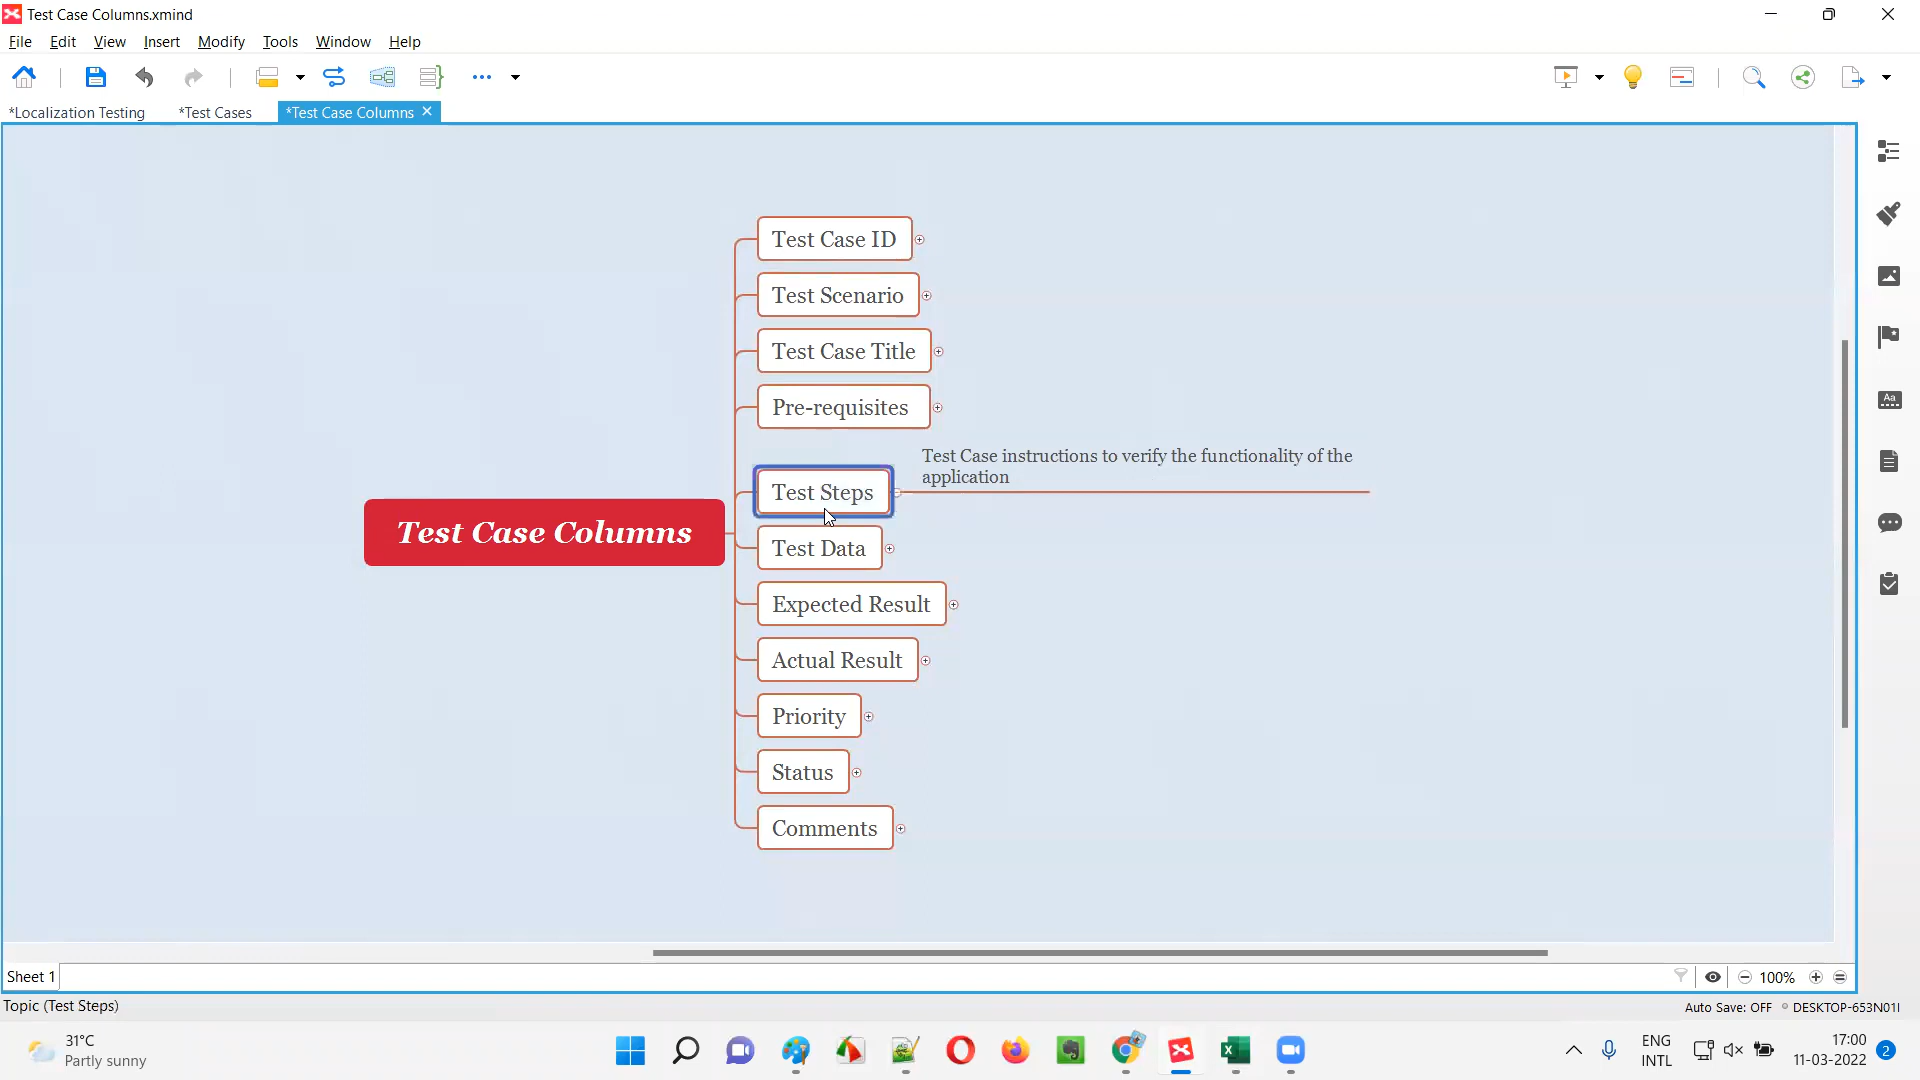 Test Case Columns.xmind
File Edit View Insert Modify Tools Window Help
*Localization Testing *Test Cases *Test Case Columns
Test Case ID
Test Scenario
Test Case Title
Pre-requisites
Test Case instructions to verify the functionality of the
application
Test Steps
Test Case Columns
Test Data
Expected Result
Actual Result
Priority
Status
Comments
Aa
Sheet 1
100%
Topic (Test Steps)
Auto Save: OFF DESKTOP-653N01I
31°C
Partly sunny
ENG
INTL
17:00
11-03-2022
2